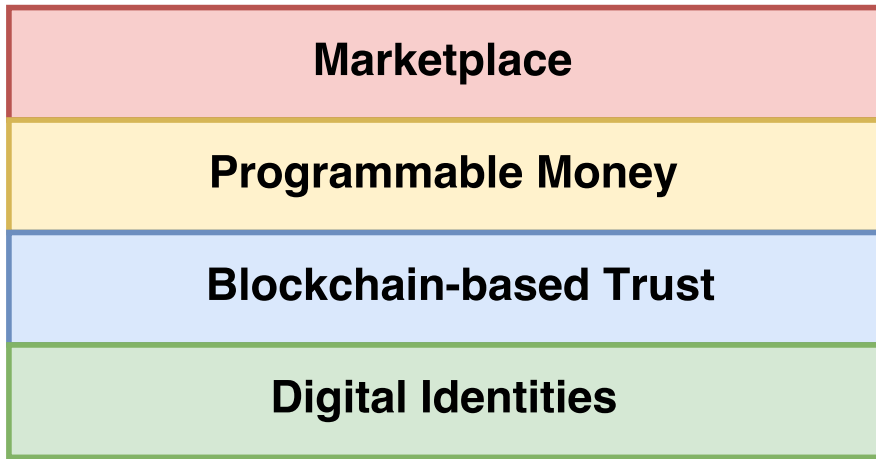 Marketplace
Programmable Money
Blockchain-based Trust
Digital Identities